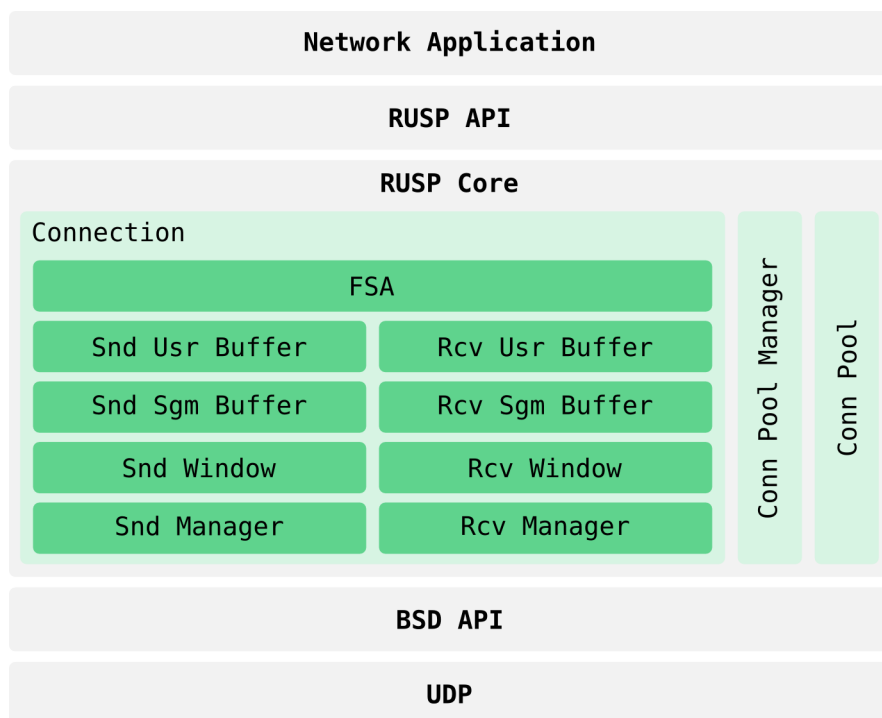 Network Application
RUSP API
RUSP Core
Connection
FSA
Snd Usr Buffer
Rcv Usr Buffer
Snd Sgm Buffer
Rcv Sgm Buffer
Snd Window
Rcv Window
Snd Manager
Rcv Manager
Conn Pool Manager
Conn Pool
BSD API
UDP